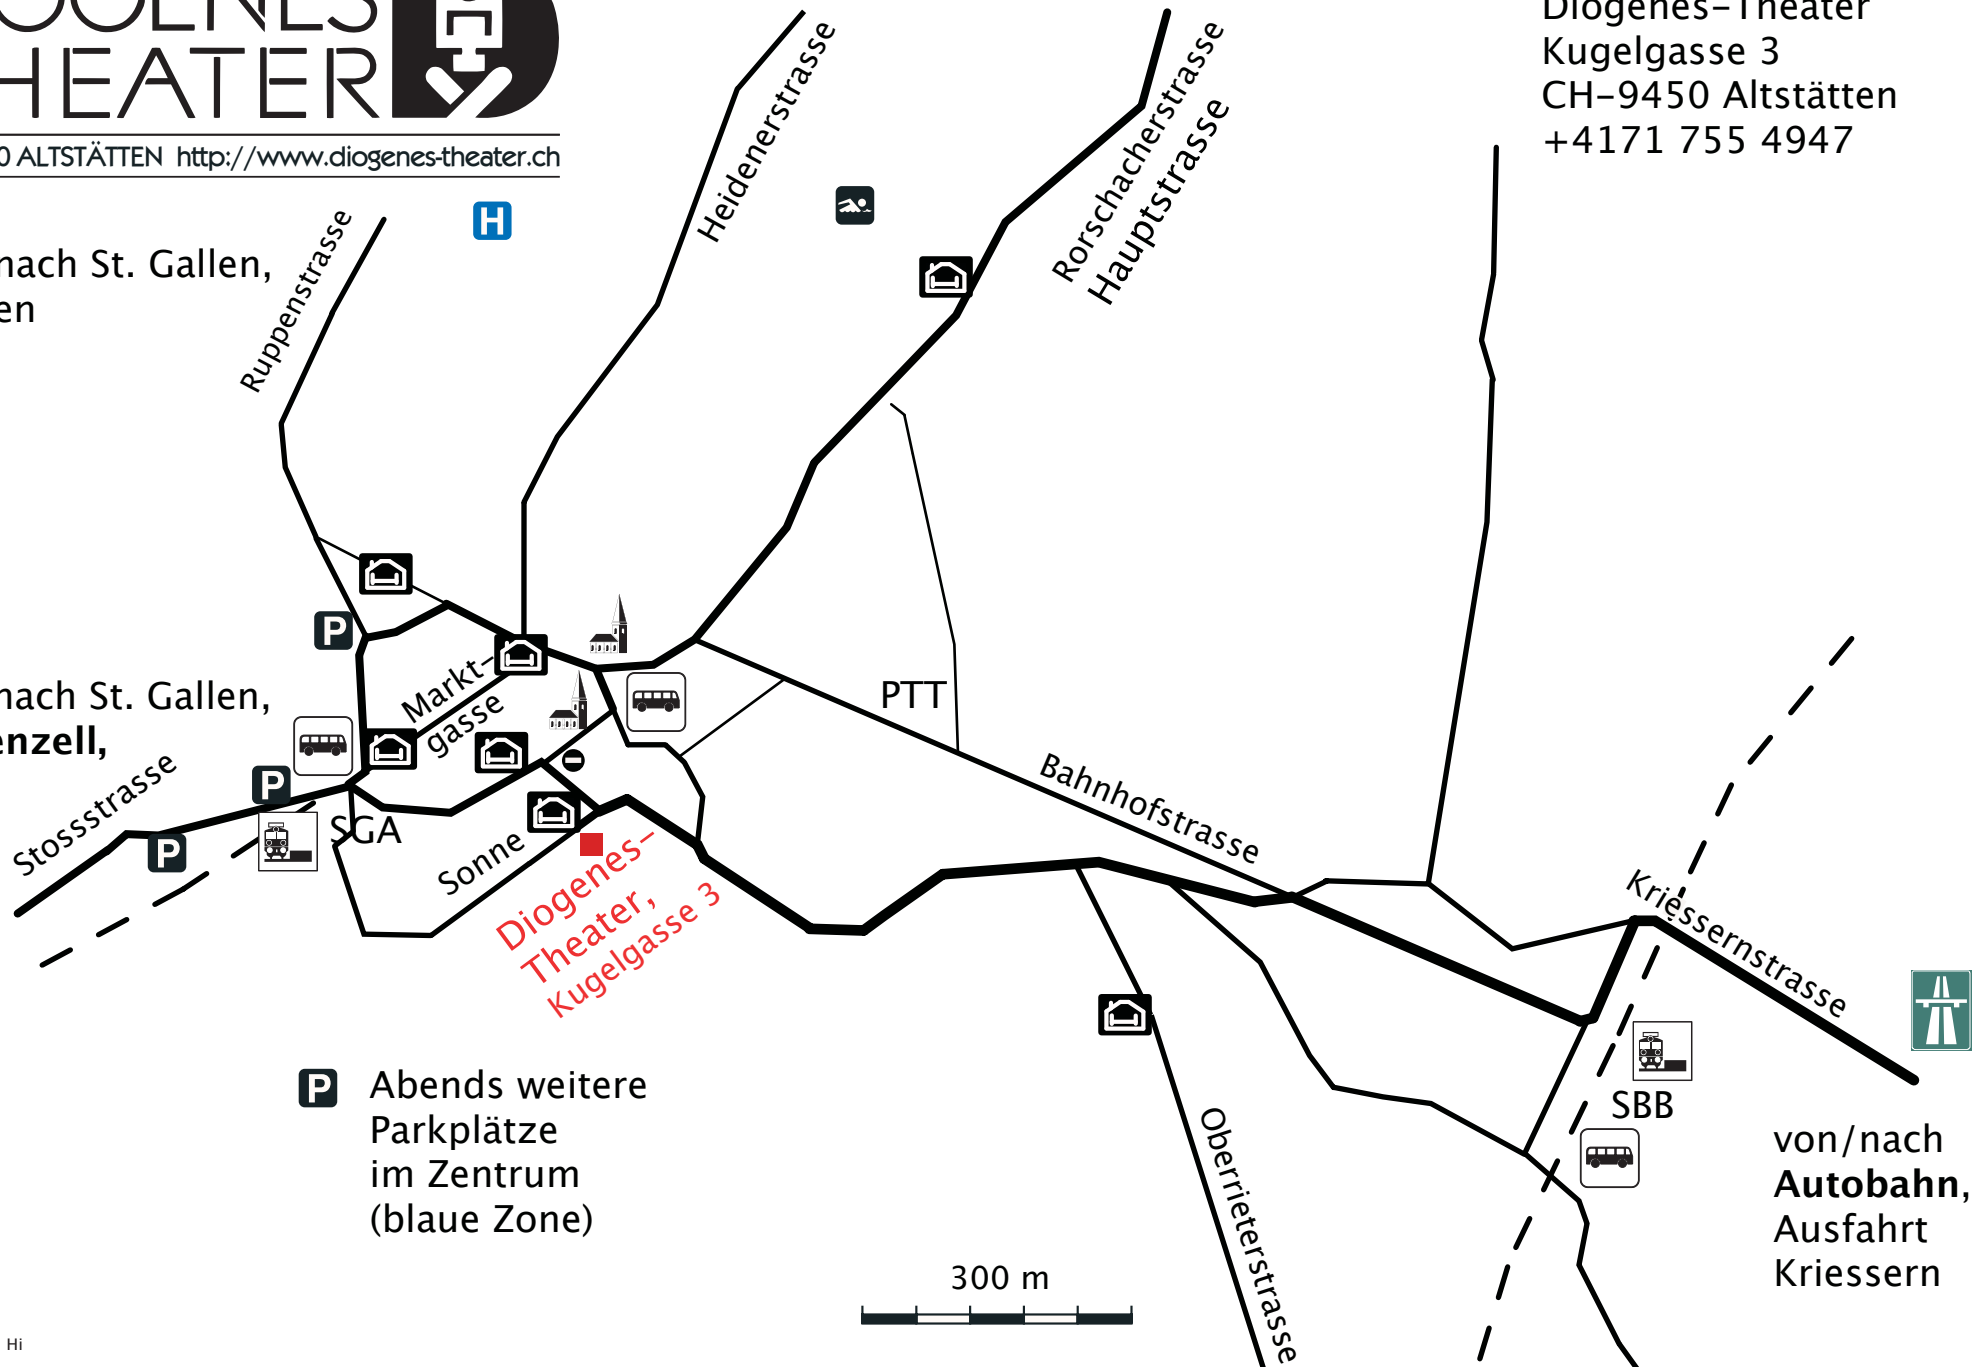 HEATER
0 ALTSTÄTTEN http://www.diogenes-theater.ch
Diogenes-Theater
Kugelgasse 3
CH-9450 Altstätten
+4171 755 4947
Heidenerstrasse
Rorschacherstrasse
Hauptstrasse
H
nach St. Gallen,
en
Ruppenstrasse
P
nach St. Gallen,
enzell,
Markt-
gasse
PTT
Stossstrasse
P
P
SGA
Sonne
Bahnhofstrasse
Diogenes-
Theater,
Kugelgasse 3
Kriessernstrasse
P
Abends weitere
Parkplätze
im Zentrum
(blaue Zone)
SBB
Oberrieterstrasse
von/nach
Autobahn,
Ausfahrt
Kriessern
300 m
Hi